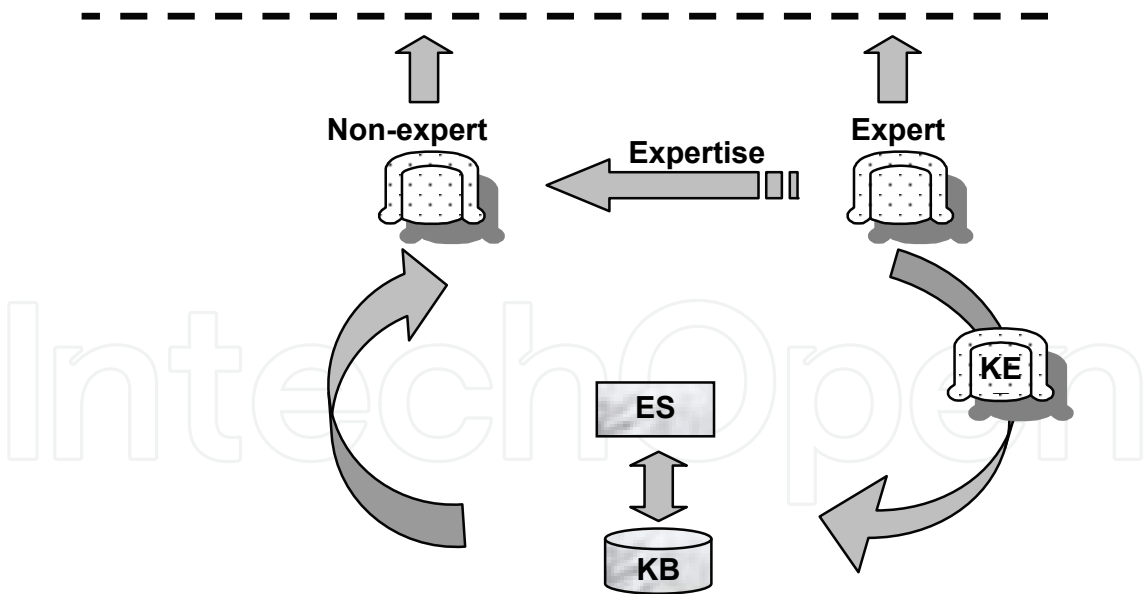 Non-expert
Expert
Expertise
KE
ES
KB
IntechOpen